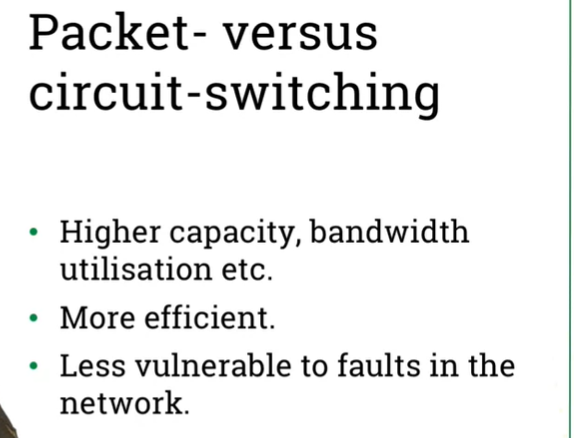 Packet- versus
circuit-switching
• Higher capacity, bandwidth
utilisation etc.
• More efficient.
• Less vulnerable to faults in the
network.